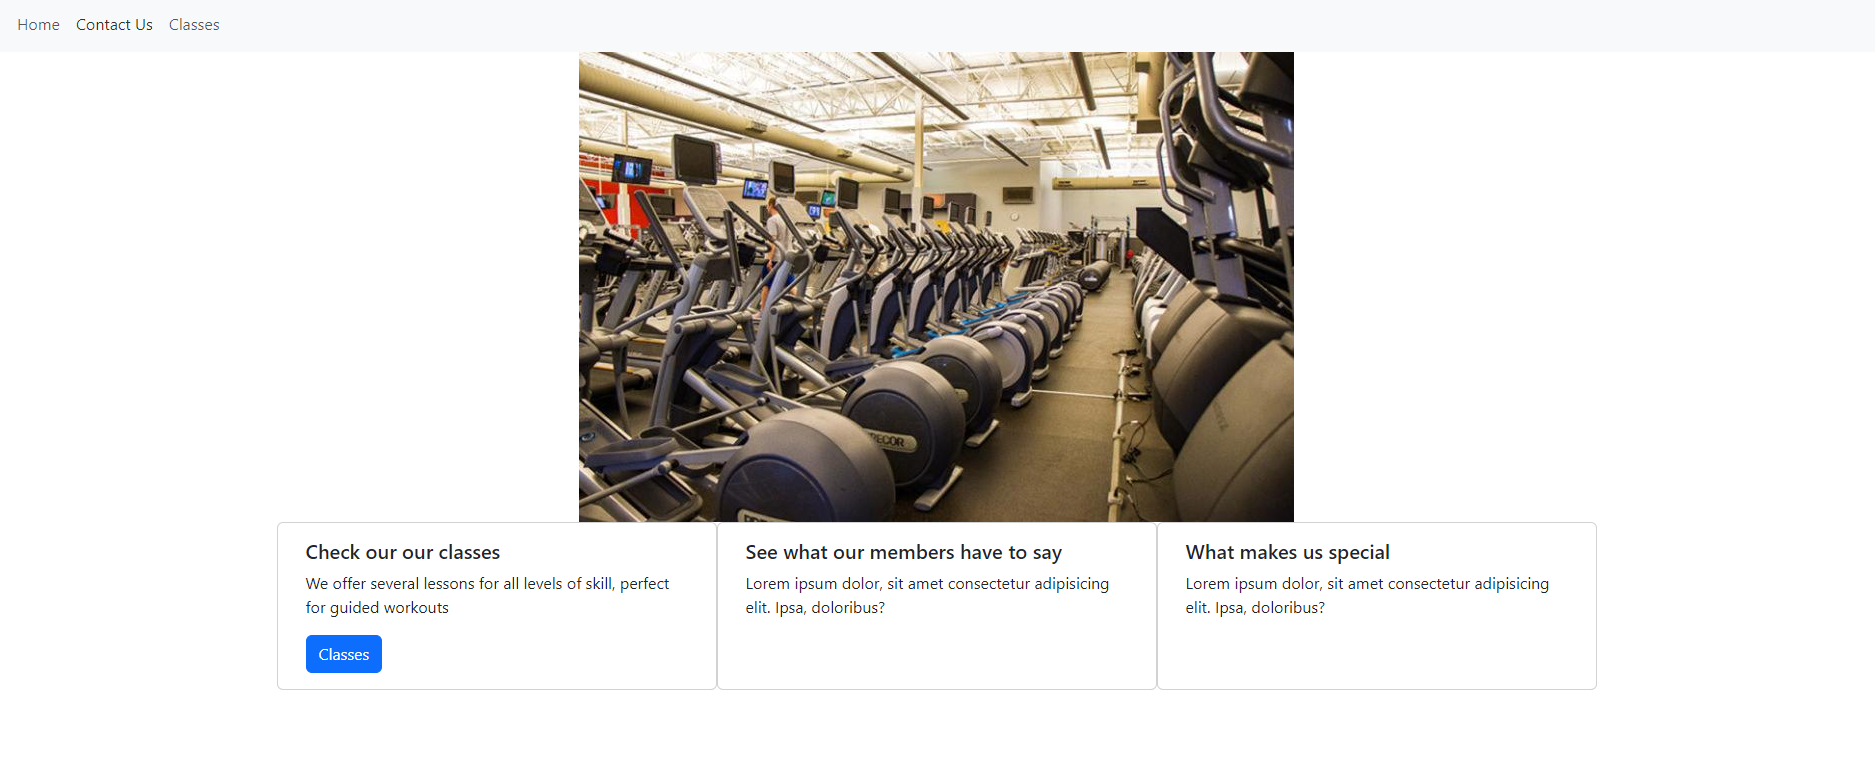 Home Contact Us Classes
Check our our classes
We offer several lessons for all levels of skill, perfect
for guided workouts
Classes
See what our members have to say
Lorem ipsum dolor, sit amet consectetur adipisicing
elit. Ipsa, doloribus?
What makes us special
Lorem ipsum dolor, sit amet consectetur adipisicing
elit. Ipsa, doloribus?